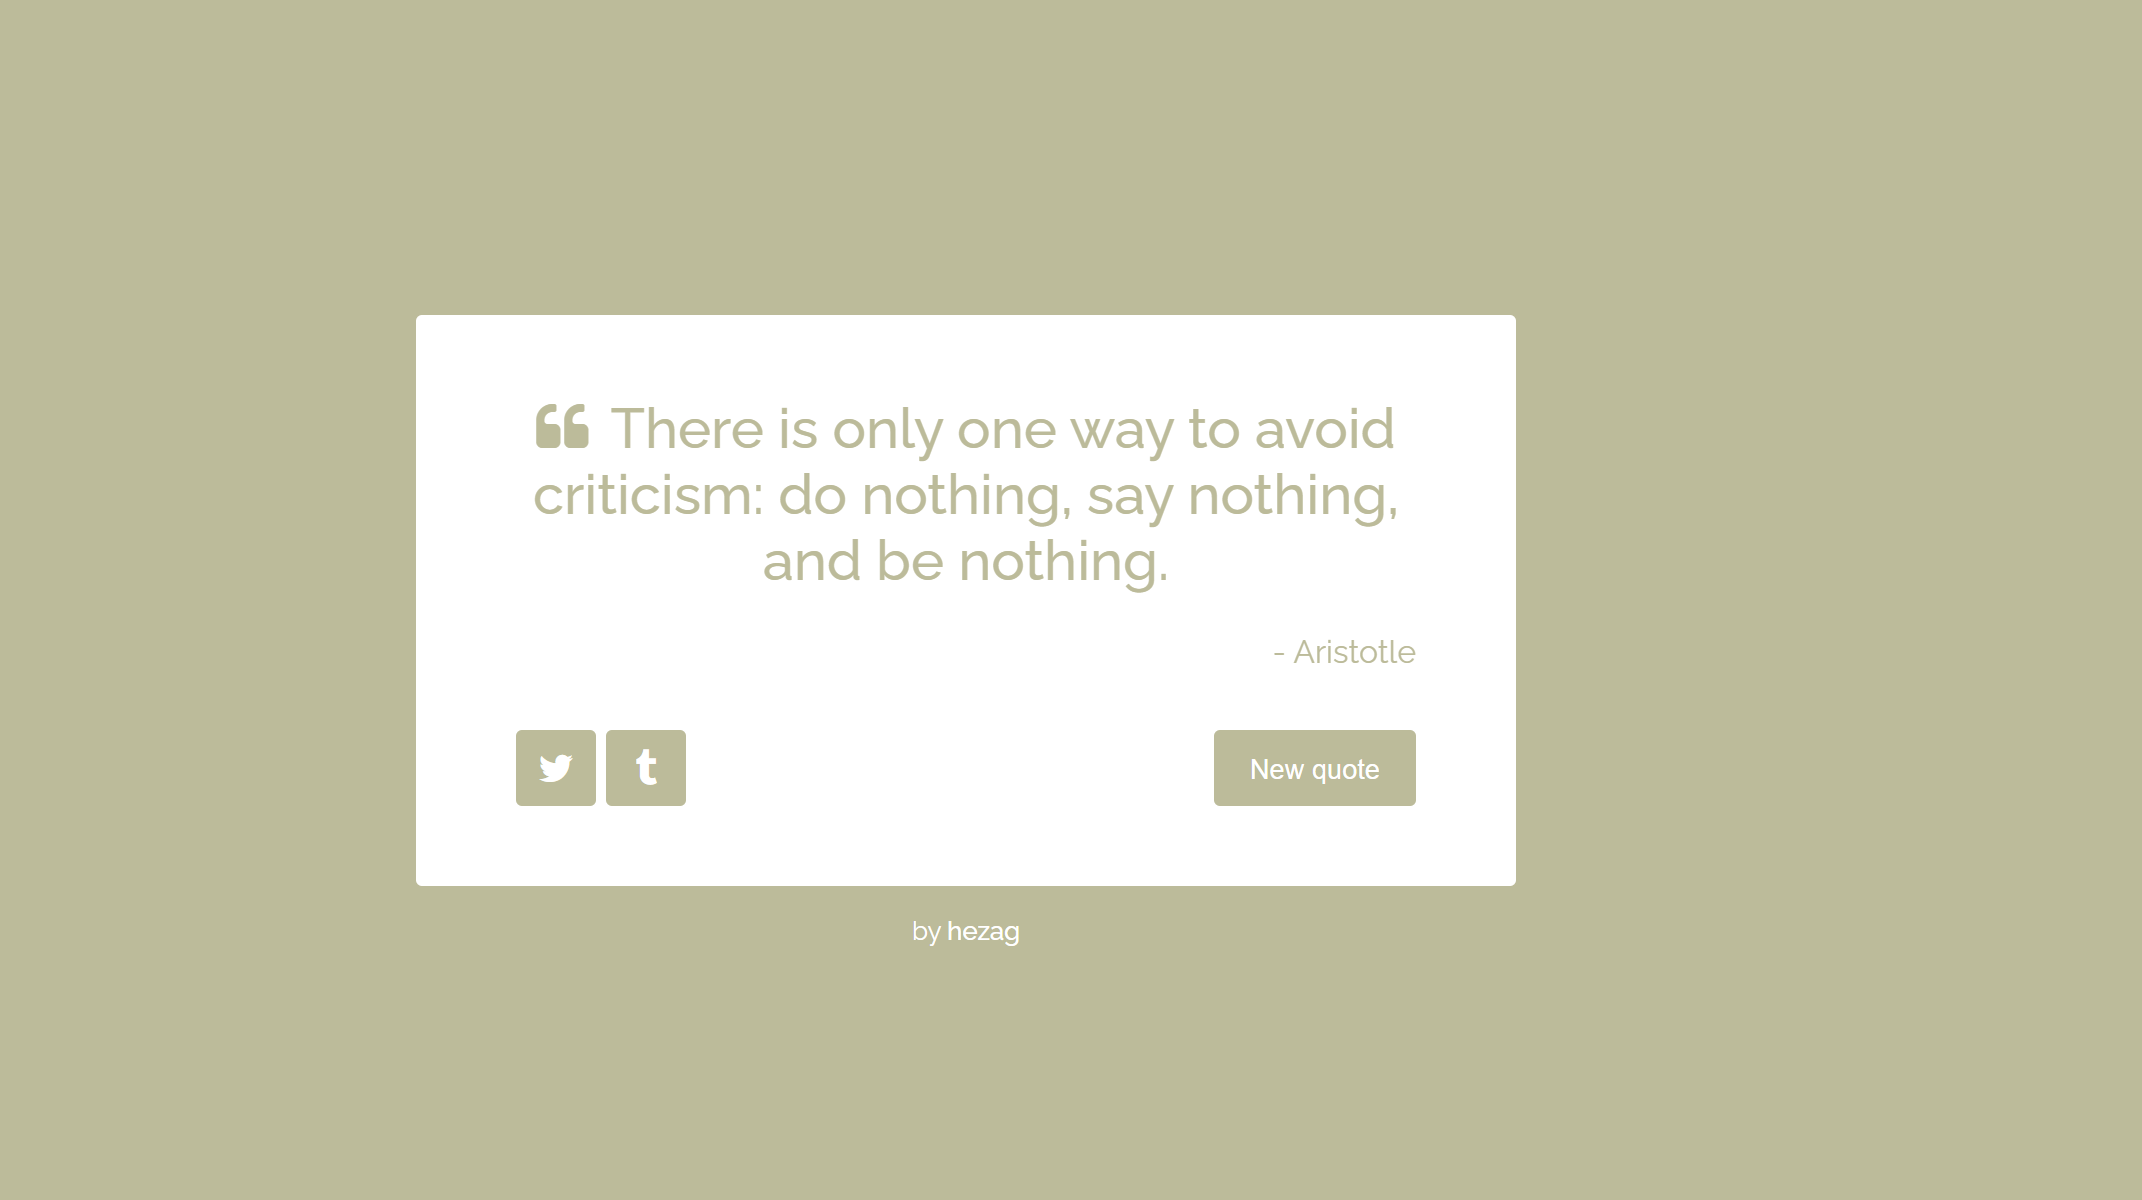 “ There is only one way to avoid
criticism: do nothing, say nothing,
and be nothing.
- Aristotle
New quote
by hezag